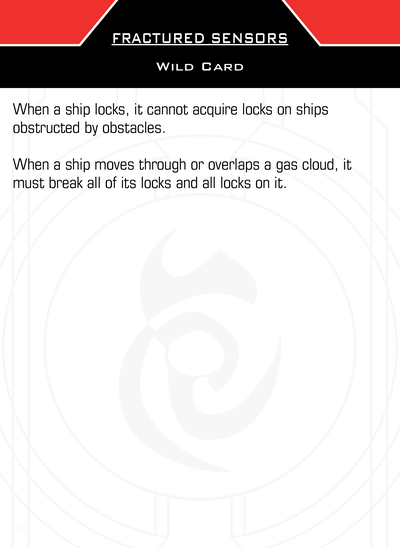 FRACTURED SENSORS
WILD CARD
When a ship locks, it cannot acquire locks on ships
obstructed by obstacles.
When a ship moves through or overlaps a gas cloud, it
must break all of its locks and all locks on it.